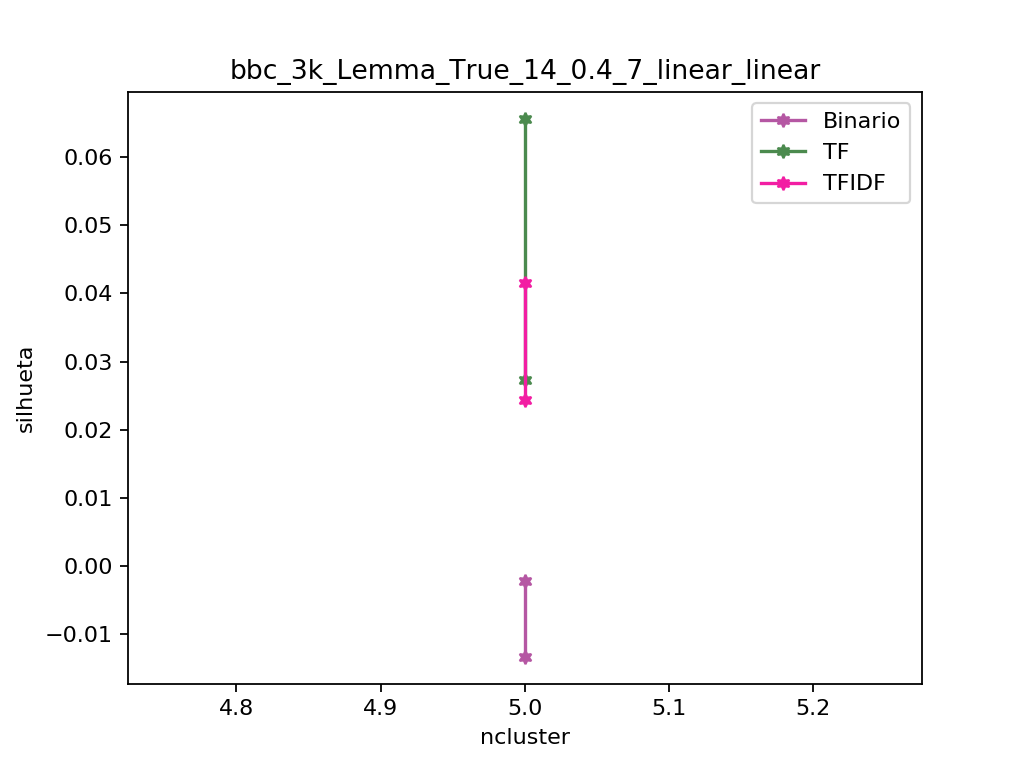 bbc_3k_Lemma_True_14_0.4_7_linear_linear
Binario
TF
TFIDF
0.06
0.05
0.04
0.03
0.02
0.01
0.00
−0.01
silhueta
4.8 4.9 5.0 5.1 5.2
ncluster